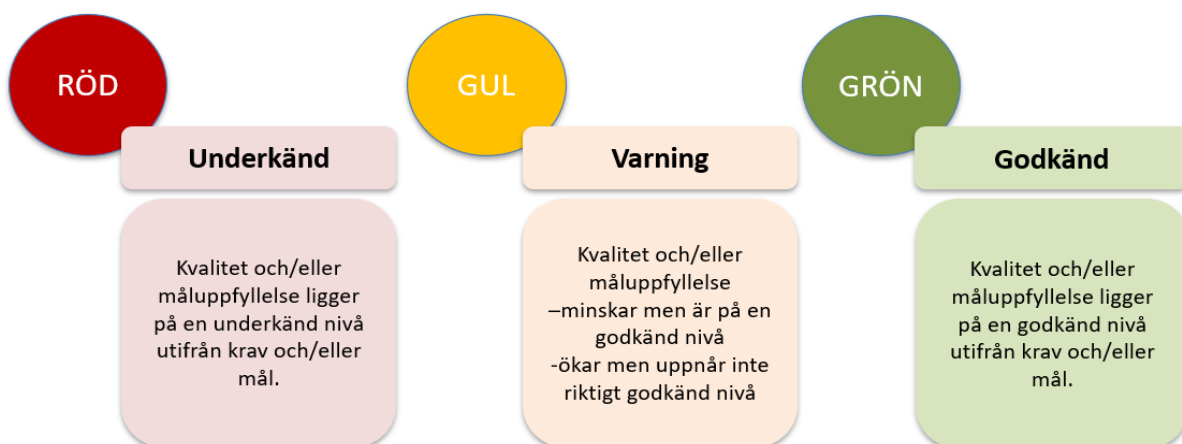 RÖD
Underkänd
Kvalitet och/eller
måluppfyllelse ligger
på en underkänd nivå
utifrån krav och/eller
mål.
GUL
Varning
Kvalitet och/eller
måluppfyllelse
–minskar men är på en
godkänd nivå
-ökar men uppnår inte
riktigt godkänd nivå
GRÖN
Godkänd
Kvalitet och/eller
måluppfyllelse ligger
på en godkänd nivå
utifrån krav och/eller
mål.